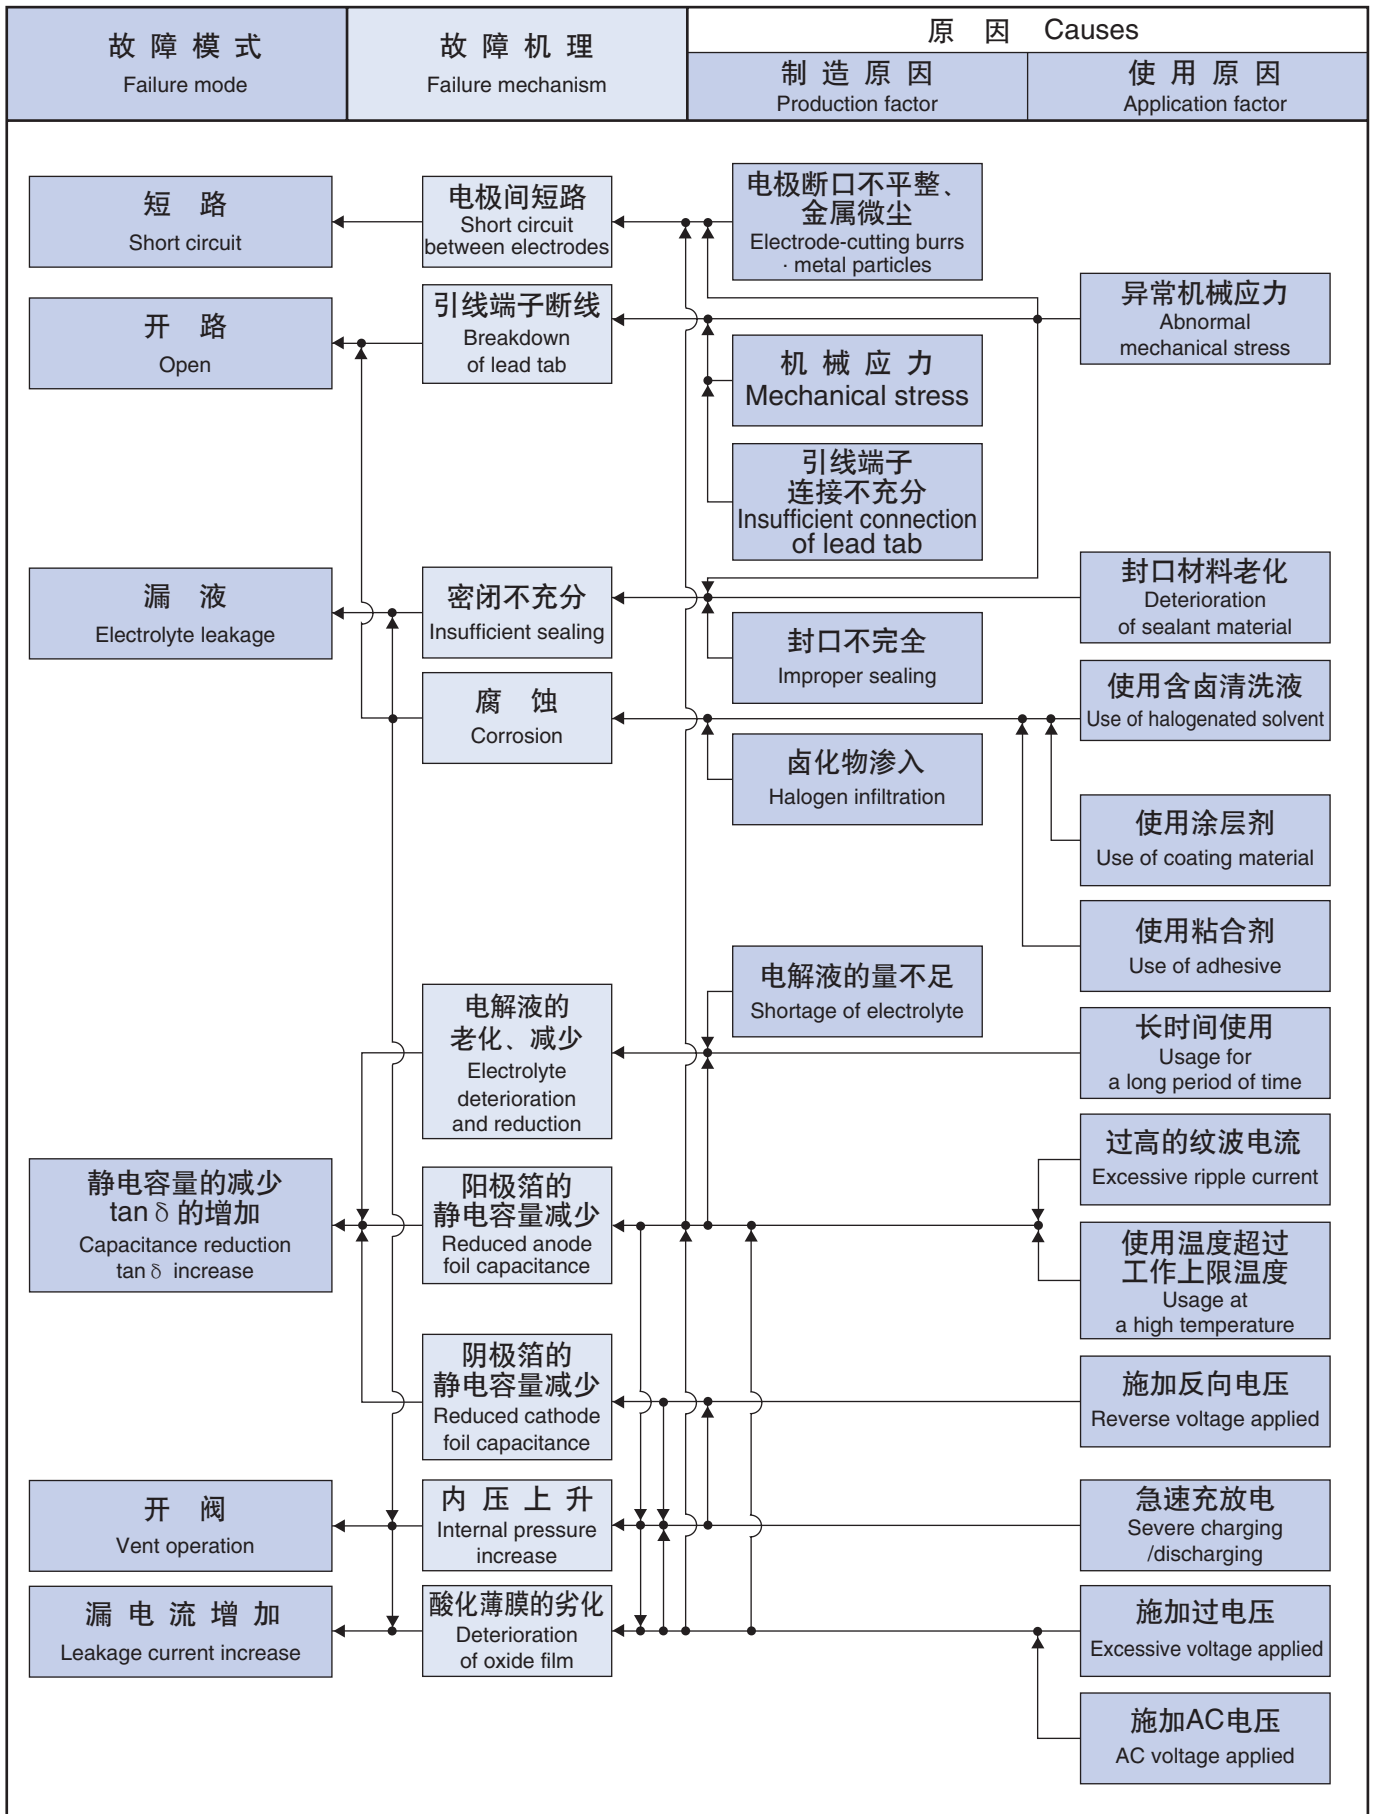 故障模式
Failure mode
故障机理
Failure mechanism
原因 Causes
制造原因
Production factor
使用原因
Application factor
短路
Short circuit
电极间短路
Short circuit
between electrodes
电极断口不平整、
金属微尘
Electrode-cutting burrs
· metal particles
异常机械应力
Abnormal
mechanical stress
开路
Open
引线端子断线
Breakdown
of lead tab
机械应力
Mechanical stress
引线端子
连接不充分
Insufficient connection
of lead tab
漏液
Electrolyte leakage
密闭不充分
Insufficient sealing
封口材料老化
Deterioration
of sealant material
封口不完全
Improper sealing
腐蚀
Corrosion
使用含卤清洗液
Use of halogenated solvent
卤化物渗入
Halogen infiltration
使用涂层剂
Use of coating material
使用粘合剂
Use of adhesive
电解液的量不足
Shortage of electrolyte
电解液的
老化、减少
Electrolyte
deterioration
and reduction
长时间使用
Usage for
a long period of time
过高的纹波电流
Excessive ripple current
静电容量的减少
tanδ的增加
Capacitance reduction
tanδ increase
阳极箔的
静电容量减少
Reduced anode
foil capacitance
使用温度超过
工作上限温度
Usage at
a high temperature
阴极箔的
静电容量减少
Reduced cathode
foil capacitance
施加反向电压
Reverse voltage applied
开阀
Vent operation
内压上升
Internal pressure
increase
急速充放电
Severe charging
/discharging
漏电流增加
Leakage current increase
酸化薄膜的劣化
Deterioration
of oxide film
施加过电压
Excessive voltage applied
施加AC电压
AC voltage applied